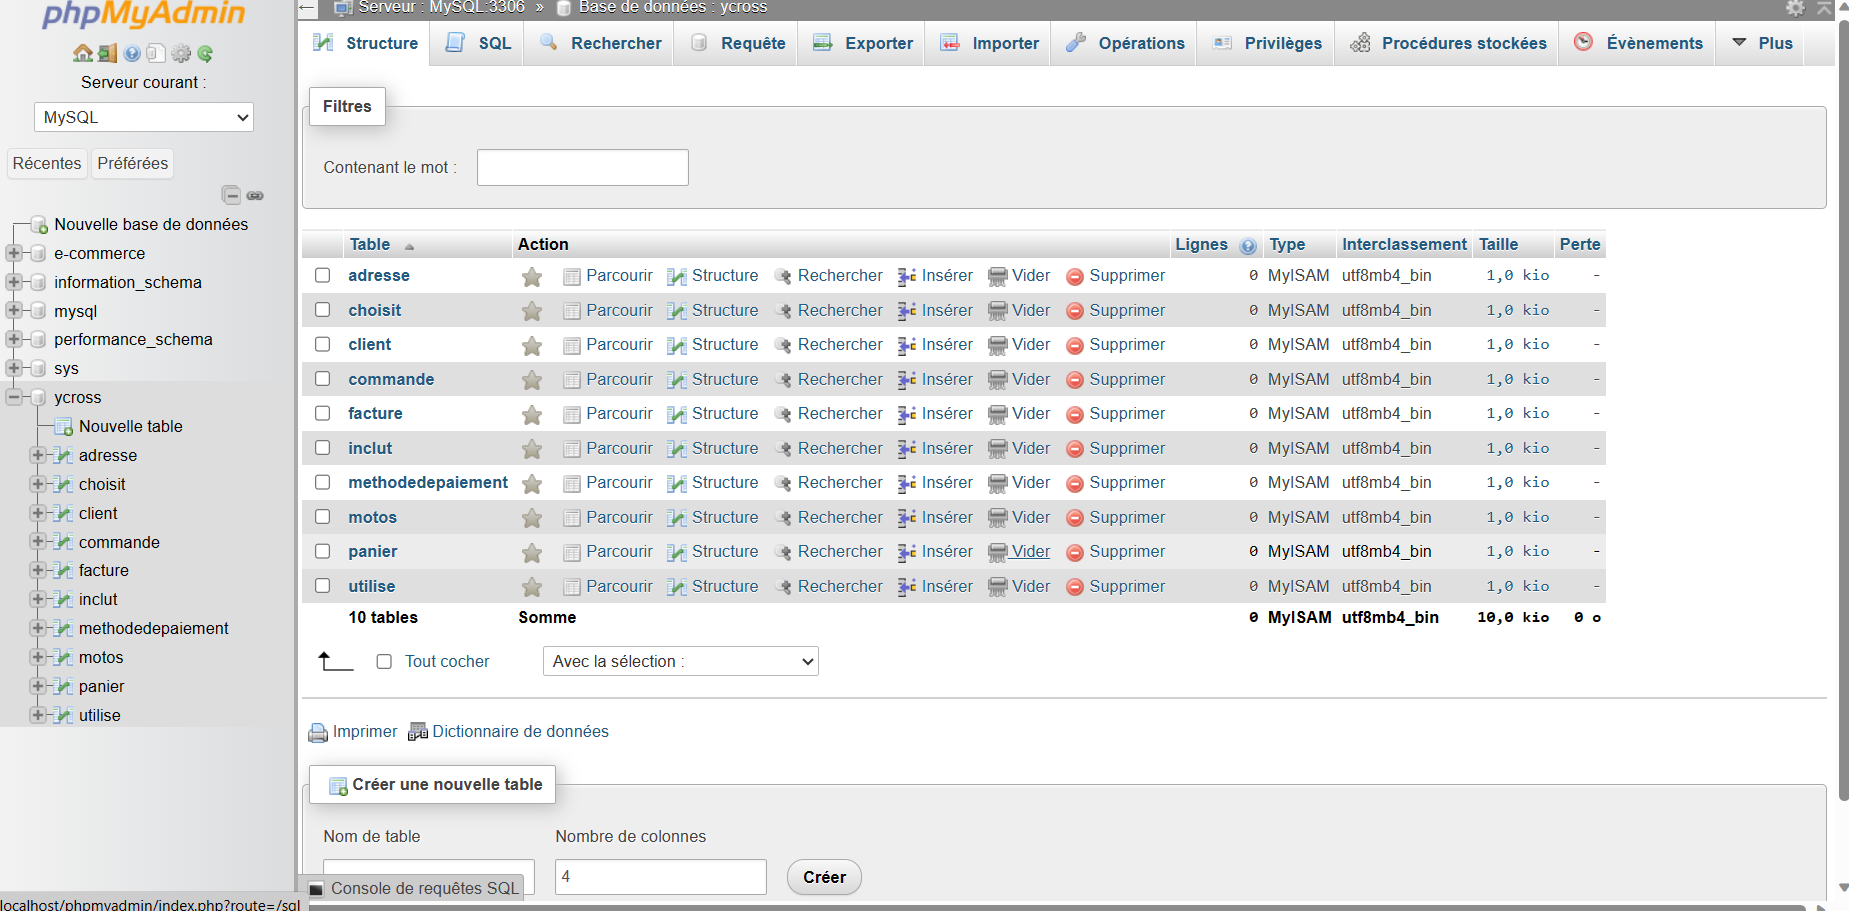 phpMyAdmin
Serveur : MySQL:3306 » Base de données : ycross
Structure SQL Rechercher Requête Exporter Importer Opérations Privilèges Procédures stockées Évènements Plus
Serveur courant :
MySQL
Récentes Préférées
Nouvelle base de données
e-commerce
information_schema
mysql
performance_schema
sys
ycross
Nouvelle table
adresse
choisit
client
commande
facture
inclut
methodedepaiement
motos
panier
utilise
Filtres
Contenant le mot :
Table Action Lignes Type Interclassement Taille Perte
adresse Parcourir Structure Rechercher Insérer Vider Supprimer 0 MyISAM utf8mb4_bin 1,0 kio -
choisit Parcourir Structure Rechercher Insérer Vider Supprimer 0 MyISAM utf8mb4_bin 1,0 kio -
client Parcourir Structure Rechercher Insérer Vider Supprimer 0 MyISAM utf8mb4_bin 1,0 kio -
commande Parcourir Structure Rechercher Insérer Vider Supprimer 0 MyISAM utf8mb4_bin 1,0 kio -
facture Parcourir Structure Rechercher Insérer Vider Supprimer 0 MyISAM utf8mb4_bin 1,0 kio -
inclut Parcourir Structure Rechercher Insérer Vider Supprimer 0 MyISAM utf8mb4_bin 1,0 kio -
methodedepaiement Parcourir Structure Rechercher Insérer Vider Supprimer 0 MyISAM utf8mb4_bin 1,0 kio -
motos Parcourir Structure Rechercher Insérer Vider Supprimer 0 MyISAM utf8mb4_bin 1,0 kio -
panier Parcourir Structure Rechercher Insérer Vider Supprimer 0 MyISAM utf8mb4_bin 1,0 kio -
utilise Parcourir Structure Rechercher Insérer Vider Supprimer 0 MyISAM utf8mb4_bin 1,0 kio -
10 tables Somme 0 MyISAM utf8mb4_bin 10,0 kio 0 o
Tout cocher Avec la sélection :
Imprimer Dictionnaire de données
Créer une nouvelle table
Nom de table Nombre de colonnes
4 Créer
Console de requêtes SQL
localhost/phpmyadmin/index.php?route=/sql